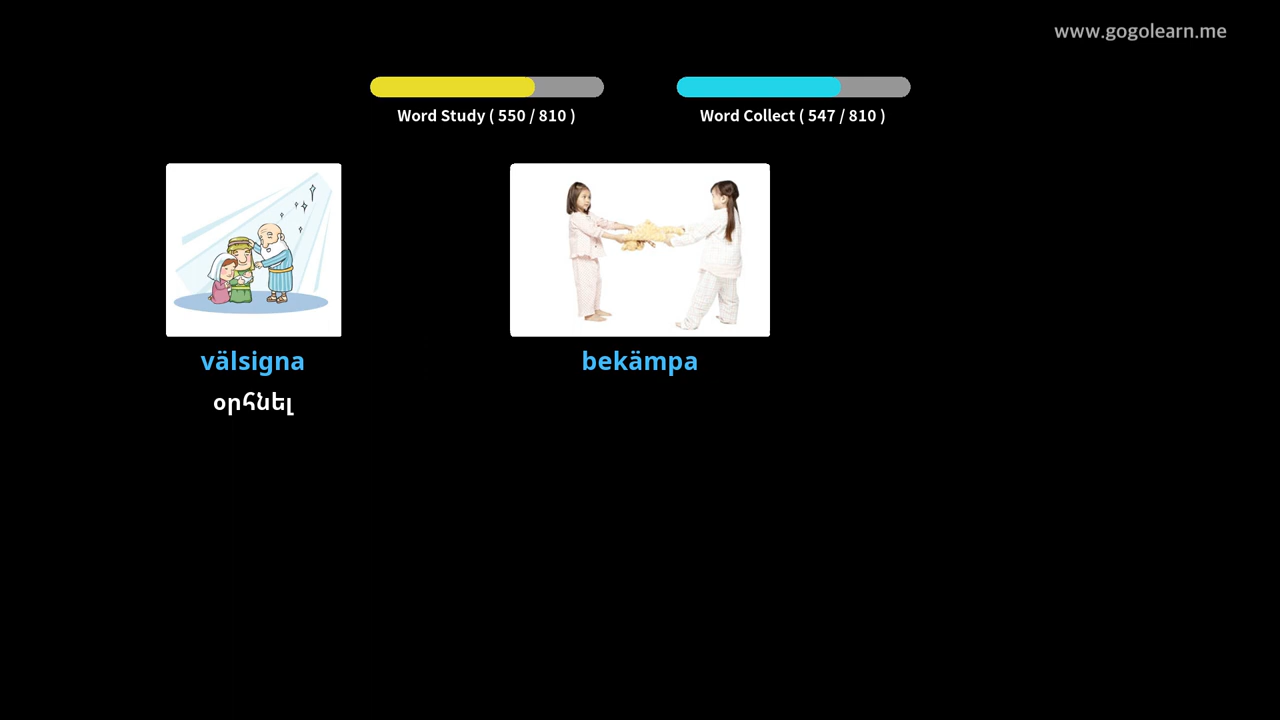 www.gogolearn.me
Word Study ( 550 / 810 )
Word Collect ( 547 / 810 )
välsigna
օրհնել
bekämpa